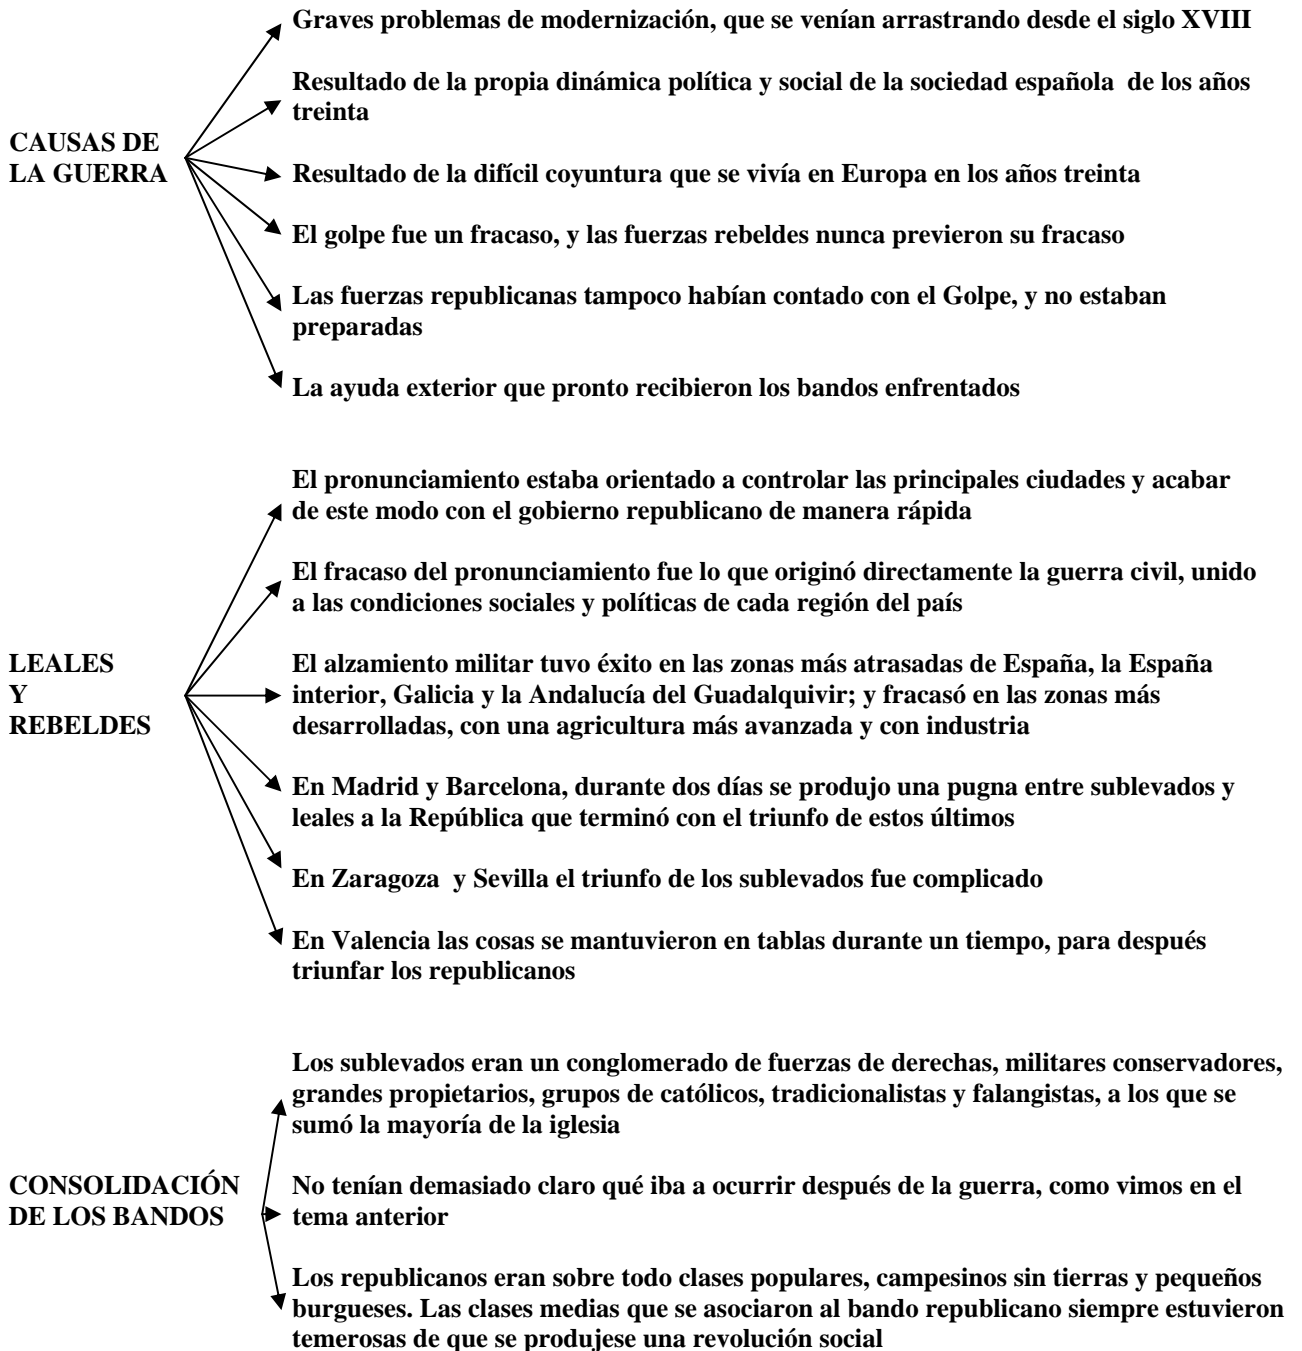 Graves problemas de modernización, que se venían arrastrando desde el siglo XVIII
Resultado de la propia dinámica política y social de la sociedad española de los años
treinta
CAUSAS DE
LA GUERRA
Resultado de la difícil coyuntura que se vivía en Europa en los años treinta
El golpe fue un fracaso, y las fuerzas rebeldes nunca previeron su fracaso
Las fuerzas republicanas tampoco habían contado con el Golpe, y no estaban
preparadas
La ayuda exterior que pronto recibieron los bandos enfrentados
El pronunciamiento estaba orientado a controlar las principales ciudades y acabar
de este modo con el gobierno republicano de manera rápida
El fracaso del pronunciamiento fue lo que originó directamente la guerra civil, unido
a las condiciones sociales y políticas de cada región del país
LEALES
Y
REBELDES
El alzamiento militar tuvo éxito en las zonas más atrasadas de España, la España
interior, Galicia y la Andalucía del Guadalquivir; y fracasó en las zonas más
desarrolladas, con una agricultura más avanzada y con industria
En Madrid y Barcelona, durante dos días se produjo una pugna entre sublevados y
leales a la República que terminó con el triunfo de estos últimos
En Zaragoza y Sevilla el triunfo de los sublevados fue complicado
En Valencia las cosas se mantuvieron en tablas durante un tiempo, para después
triunfar los republicanos
Los sublevados eran un conglomerado de fuerzas de derechas, militares conservadores,
grandes propietarios, grupos de católicos, tradicionalistas y falangistas, a los que se
sumó la mayoría de la iglesia
CONSOLIDACIÓN
DE LOS BANDOS
No tenían demasiado claro qué iba a ocurrir después de la guerra, como vimos en el
tema anterior
Los republicanos eran sobre todo clases populares, campesinos sin tierras y pequeños
burgueses. Las clases medias que se asociaron al bando republicano siempre estuvieron
temerosas de que se produjese una revolución social